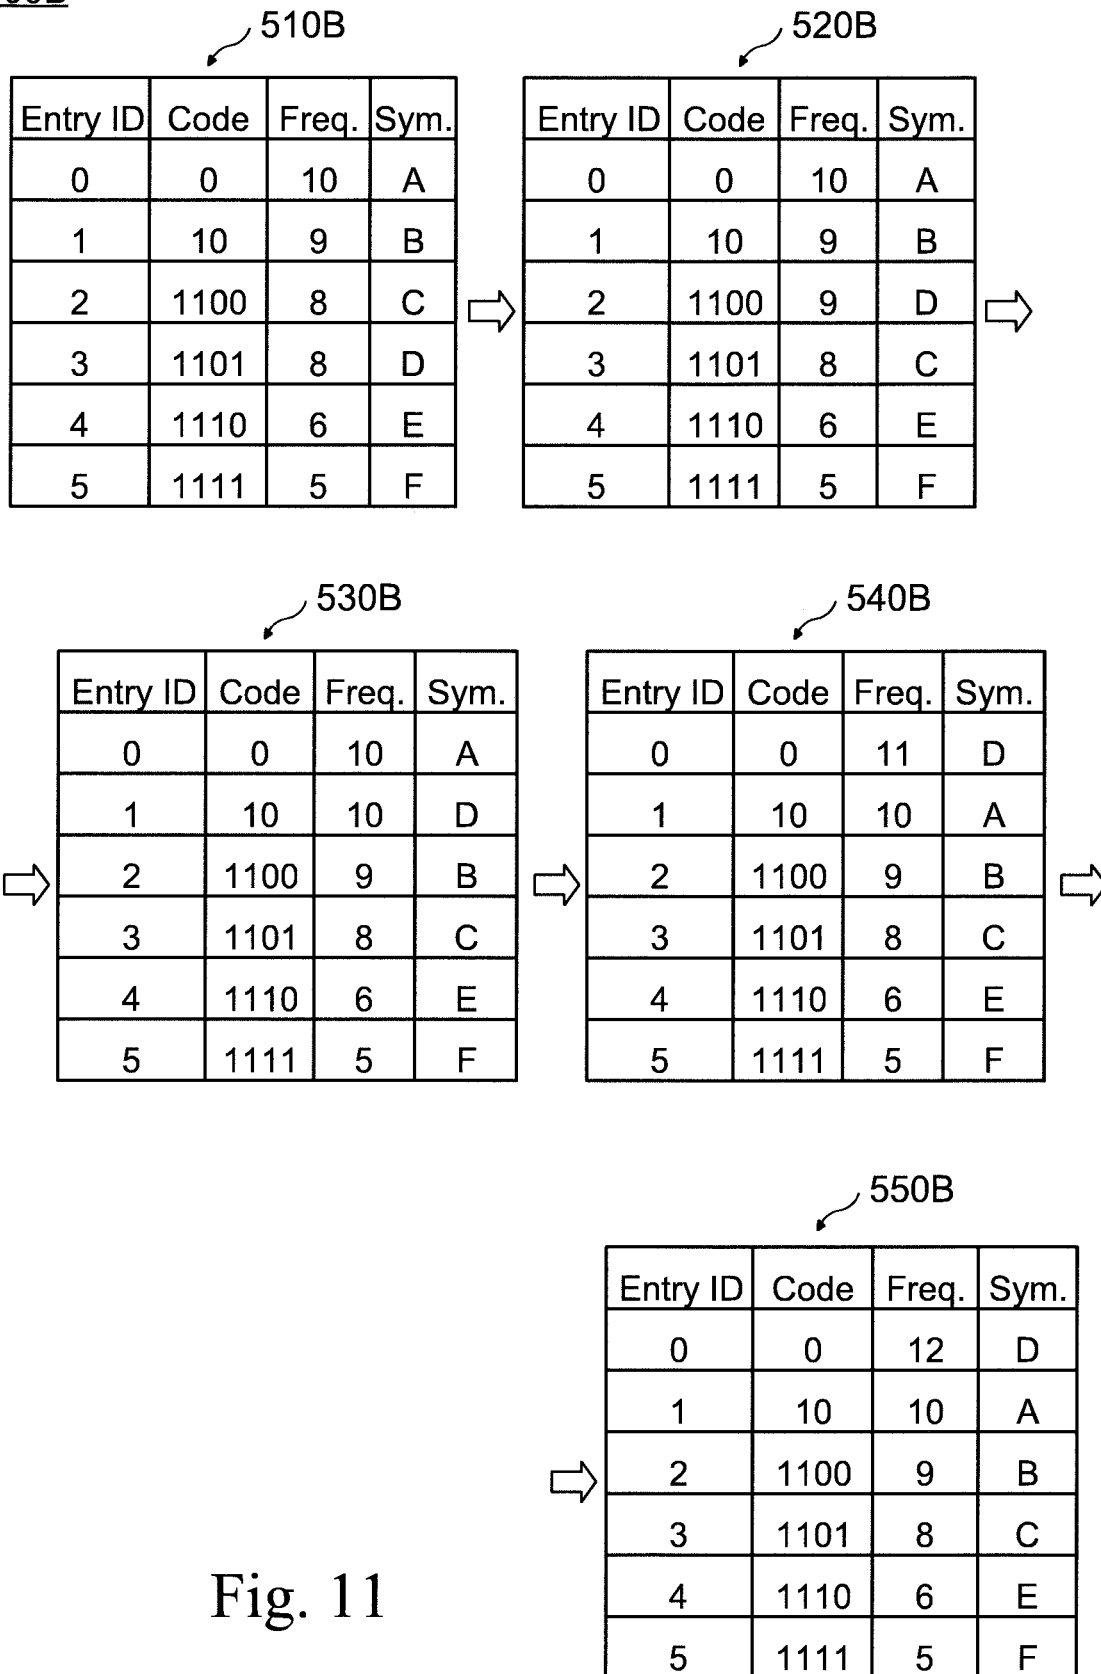 510B
Entry ID Code Freq. Sym.
0 0 10 A
1 10 9 B
2 1100 8 C
3 1101 8 D
4 1110 6 E
5 1111 5 F
520B
Entry ID Code Freq. Sym.
0 0 10 A
1 10 9 B
2 1100 9 D
3 1101 8 C
4 1110 6 E
5 1111 5 F
530B
Entry ID Code Freq. Sym.
0 0 10 A
1 10 10 D
2 1100 9 B
3 1101 8 C
4 1110 6 E
5 1111 5 F
540B
Entry ID Code Freq. Sym.
0 0 11 D
1 10 10 A
2 1100 9 B
3 1101 8 C
4 1110 6 E
5 1111 5 F
550B
Entry ID Code Freq. Sym.
0 0 12 D
1 10 10 A
2 1100 9 B
3 1101 8 C
4 1110 6 E
5 1111 5 F
Fig. 11